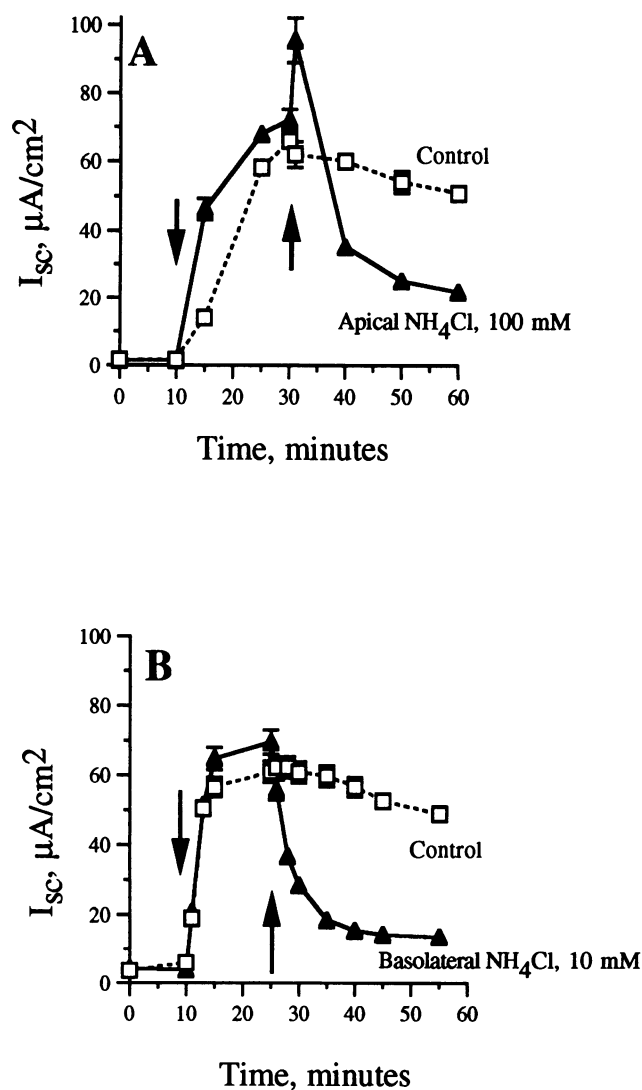 A
100
80
60
40
20
0
Isc, µA/cm2
Control
Apical NH4Cl, 100 mM
0 10 20 30 40 50 60
Time, minutes
B
100
80
60
40
20
0
Isc, µA/cm2
Control
Basolateral NH4Cl, 10 mM
0 10 20 30 40 50 60
Time, minutes